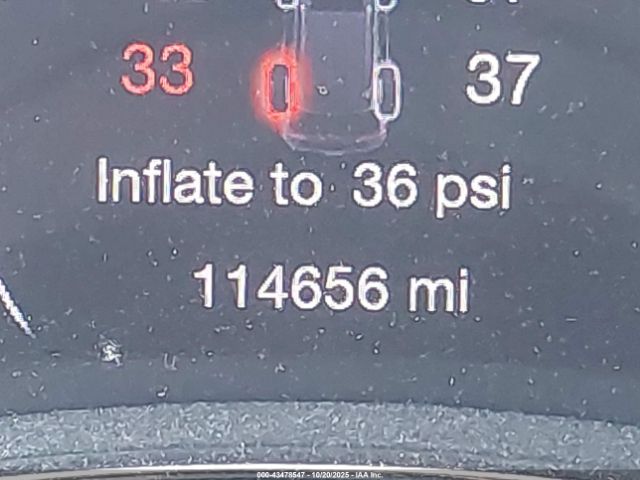 33 37
Inflate to 36 psi
114656 mi
000-43478547 - 10/20/2025 - IAA Inc.